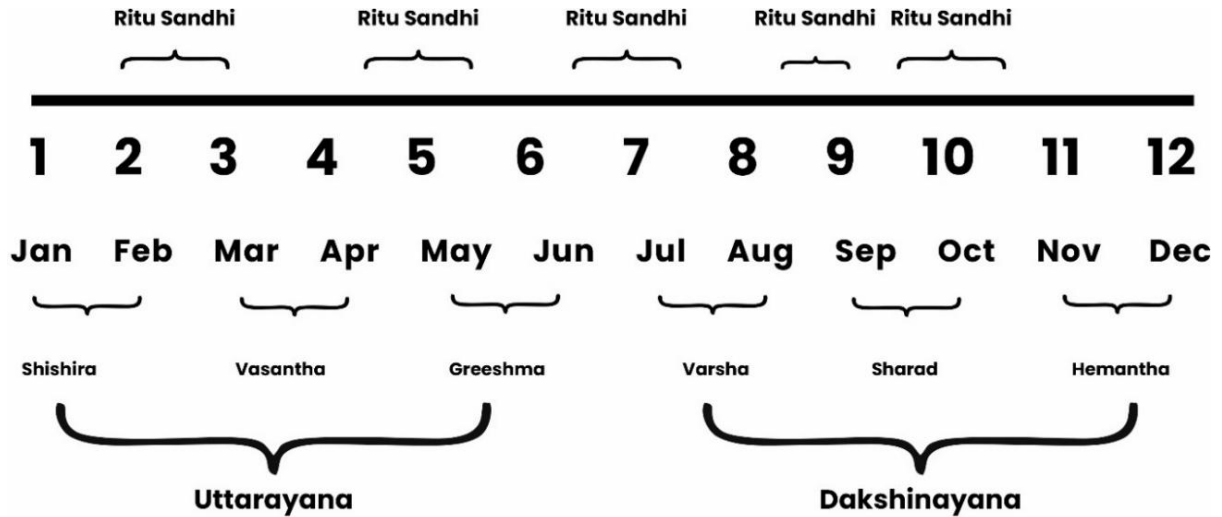 Ritu Sandhi Ritu Sandhi Ritu Sandhi Ritu Sandhi Ritu Sandhi
1 2 3 4 5 6 7 8 9 10 11 12
Jan Feb Mar Apr May Jun Jul Aug Sep Oct Nov Dec
Shishira Vasantha Greeshma Varsha Sharad Hemantha
Uttarayana Dakshinayana